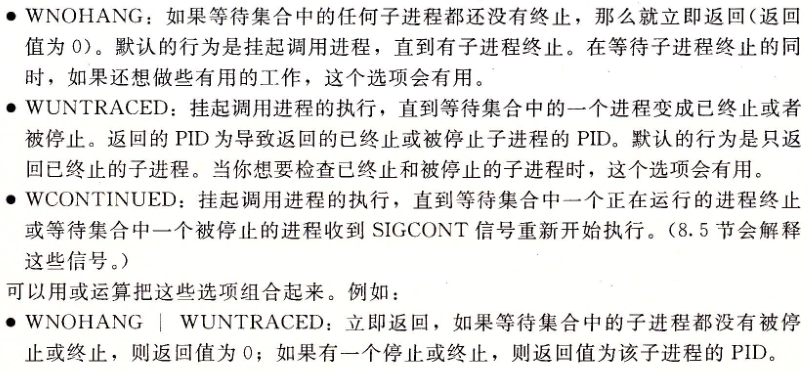 ● WNOHANG：如果等待集合中的任何子进程都还没有终止，那么就立即返回(返回
值为 0)。默认的行为是挂起调用进程，直到有子进程终止。在等待子进程终止的同
时，如果还想做些有用的工作，这个选项会有用。
● WUNTRACED：挂起调用进程的执行，直到等待集合中的一个进程变成已终止或者
被停止。返回的 PID 为导致返回的已终止或被停止子进程的 PID。默认的行为是只返
回已终止的子进程。当你想要检查已终止和被停止的子进程时，这个选项会有用。
● WCONTINUED：挂起调用进程的执行，直到等待集合中一个正在运行的进程终止
或等待集合中一个被停止的进程收到 SIGCONT 信号重新开始执行。(8.5 节会解释
这些信号。)
可以用或运算把这些选项组合起来。例如：
● WNOHANG | WUNTRACED：立即返回，如果等待集合中的子进程都没有被停
止或终止，则返回值为 0；如果有一个停止或终止，则返回值为该子进程的 PID。